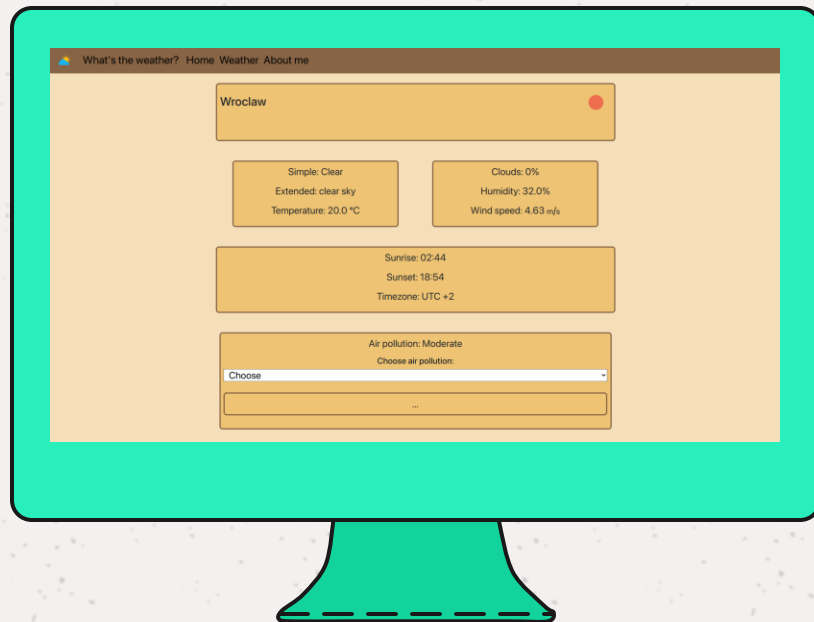 What's the weather? Home Weather About me
Wroclaw
Simple: Clear
Extended: clear sky
Temperature: 20.0 °C
Clouds: 0%
Humidity: 32.0%
Wind speed: 4.63 m/s
Sunrise: 02:44
Sunset: 18:54
Timezone: UTC +2
Air pollution: Moderate
Choose air pollution:
Choose
...